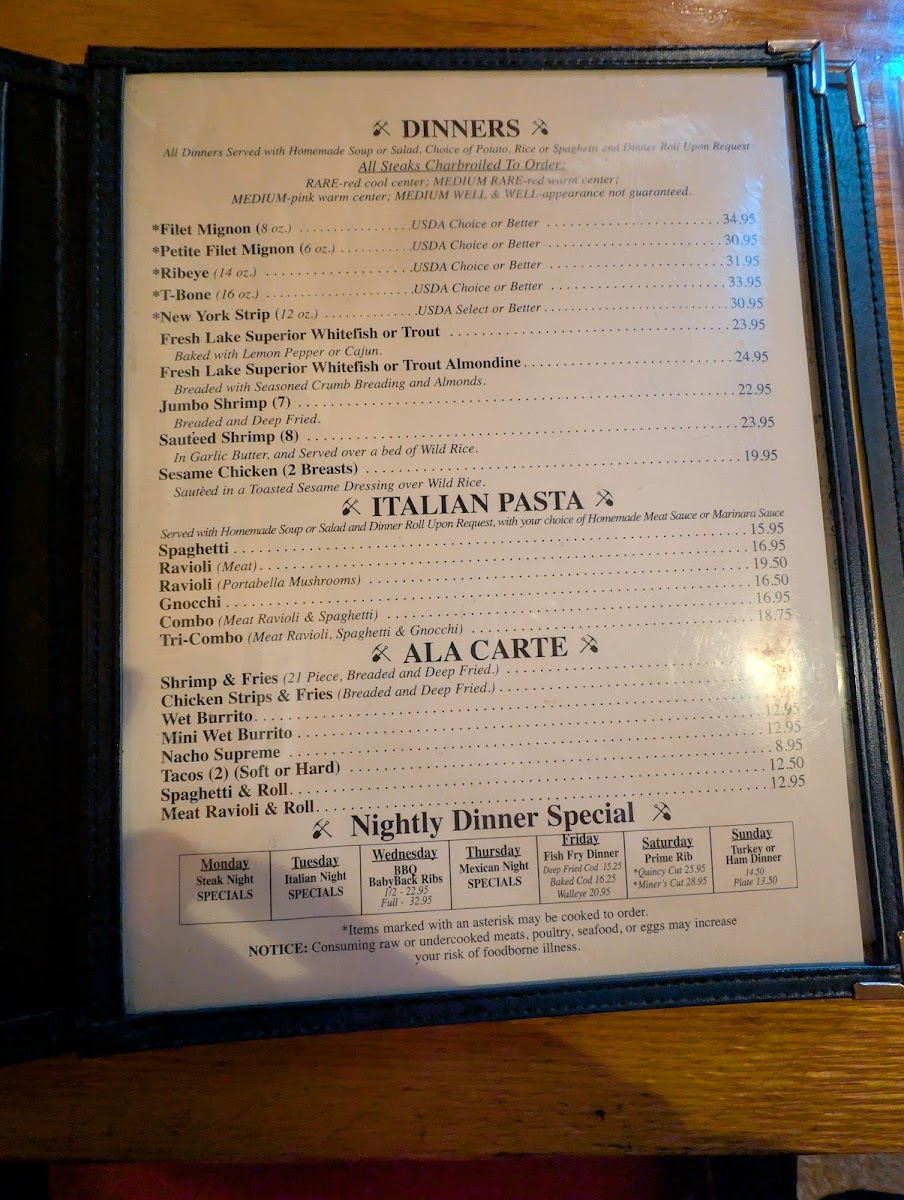 DINNERS
All Dinners Served with Homemade Soup or Salad, Choice of Potato, Rice or Spaghetti and Dinner Roll Upon Request
All Steaks Charbroiled To Order:
RARE-red cool center; MEDIUM RARE-red warm center;
MEDIUM-pink warm center; MEDIUM WELL & WELL-appearance not guaranteed.
*Filet Mignon (8 oz.) ................. USDA Choice or Better ................. 34.95
*Petite Filet Mignon (6 oz.) ........... USDA Choice or Better ................. 30.95
*Ribeye (14 oz.) ................. USDA Choice or Better ................. 31.95
*T-Bone (16 oz.) ................. USDA Choice or Better ................. 33.95
*New York Strip (12 oz.) ............. USDA Select or Better ................. 30.95
Fresh Lake Superior Whitefish or Trout ................. 23.95
Baked with Lemon Pepper or Cajun.
Fresh Lake Superior Whitefish or Trout Almondine ................. 24.95
Breaded with Seasoned Crumb Breading and Almonds.
Jumbo Shrimp (7) ................. 22.95
Breaded and Deep Fried.
Sautèed Shrimp (8) ................. 23.95
In Garlic Butter, and Served over a bed of Wild Rice.
Sesame Chicken (2 Breasts) ................. 19.95
Sautèed in a Toasted Sesame Dressing over Wild Rice.
ITALIAN PASTA
Served with Homemade Soup or Salad and Dinner Roll Upon Request, with your choice of Homemade Meat Sauce or Marinara Sauce
Spaghetti ................. 15.95
Ravioli (Meat) ................. 16.95
Ravioli (Portabella Mushrooms) ................. 19.50
Gnocchi ................. 16.50
Combo (Meat Ravioli & Spaghetti) ................. 16.95
Tri-Combo (Meat Ravioli, Spaghetti & Gnocchi) ................. 18.75
ALA CARTE
Shrimp & Fries (21 Piece, Breaded and Deep Fried.) .................
Chicken Strips & Fries (Breaded and Deep Fried.) .................
Wet Burrito .................
Mini Wet Burrito ................. 12.95
Nacho Supreme ................. 12.95
Tacos (2) (Soft or Hard) ................. 8.95
Spaghetti & Roll ................. 12.50
Meat Ravioli & Roll ................. 12.95
Nightly Dinner Special
Monday
Steak Night
SPECIALS
Tuesday
Italian Night
SPECIALS
Wednesday
BBQ
BabyBack Ribs
1/2 - 22.95
Full - 32.95
Thursday
Mexican Night
SPECIALS
Friday
Fish Fry Dinner
Deep Fried Cod 15.25
Baked Cod 16.25
Walleye 20.95
Saturday
Prime Rib
*Quincy Cut 25.95
*Miner's Cut 28.95
Sunday
Turkey or
Ham Dinner
14.50
Plate 13.50
*Items marked with an asterisk may be cooked to order.
NOTICE: Consuming raw or undercooked meats, poultry, seafood, or eggs may increase
your risk of foodborne illness.